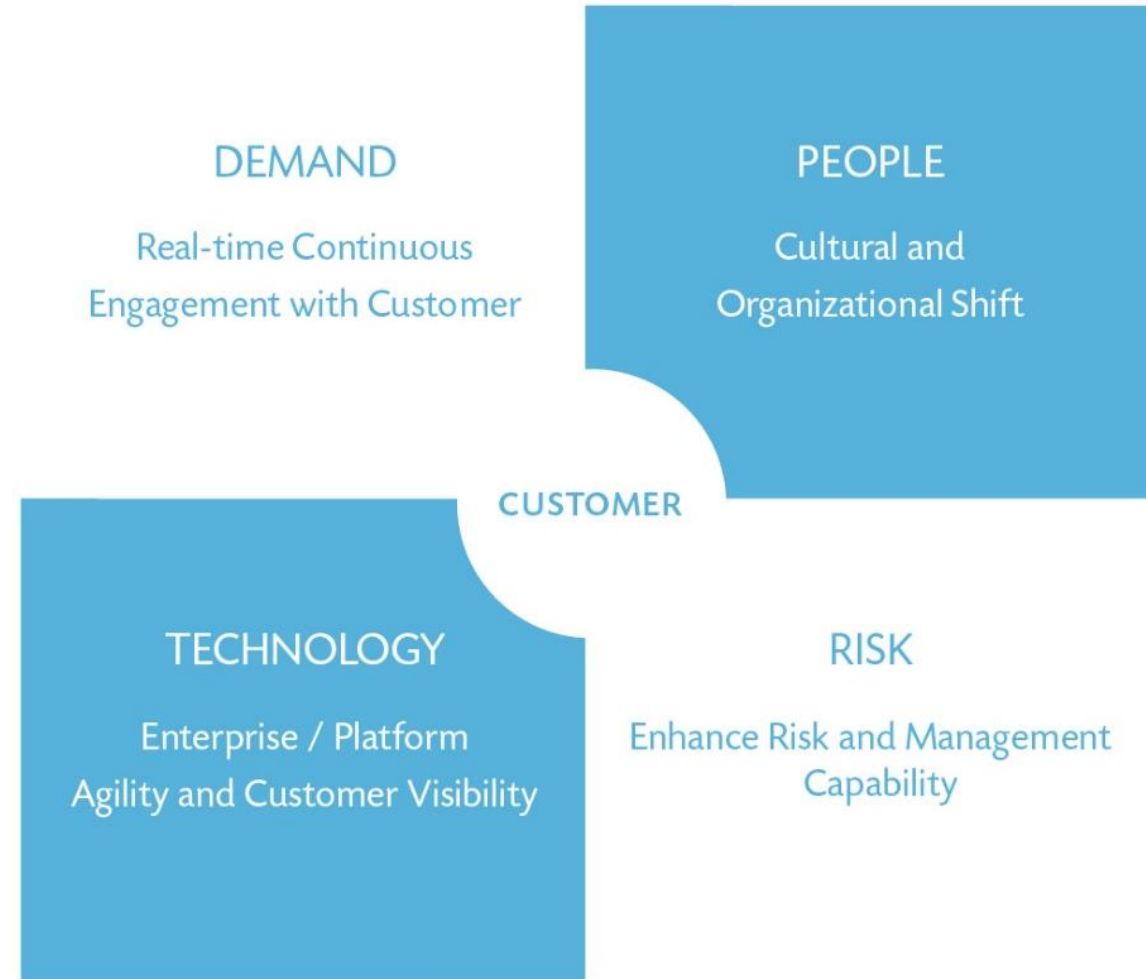 DEMAND
Real-time Continuous
Engagement with Customer
PEOPLE
Cultural and
Organizational Shift
CUSTOMER
TECHNOLOGY
Enterprise / Platform
Agility and Customer Visibility
RISK
Enhance Risk and Management
Capability